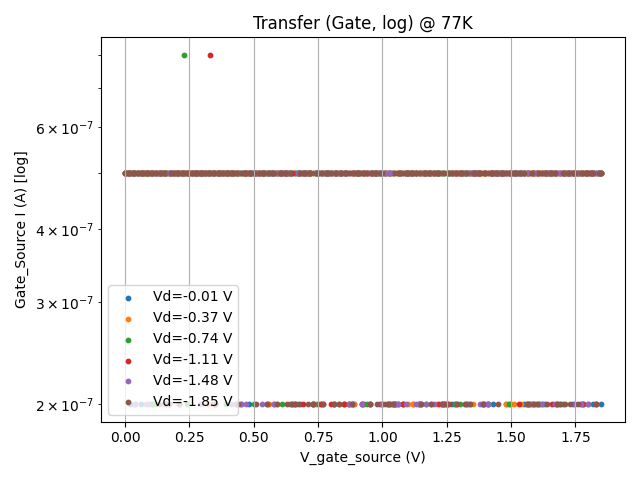 Transfer (Gate, log) @ 77K
Gate_Source I (A) [log]
6 × 10⁻⁷
4 × 10⁻⁷
3 × 10⁻⁷
2 × 10⁻⁷
Vd=-0.01 V
Vd=-0.37 V
Vd=-0.74 V
Vd=-1.11 V
Vd=-1.48 V
Vd=-1.85 V
0.00 0.25 0.50 0.75 1.00 1.25 1.50 1.75
V_gate_source (V)